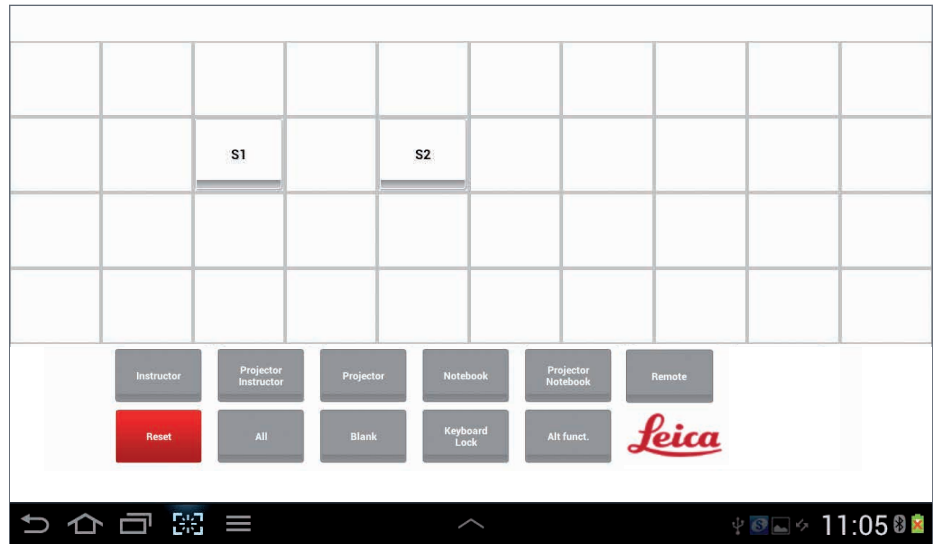 S1 S2
Instructor
Projector
Instructor
Projector
Notebook
Projector
Notebook
Remote
Reset
All
Blank
Keyboard
Lock
Alt funct.
Leica
S
11:05